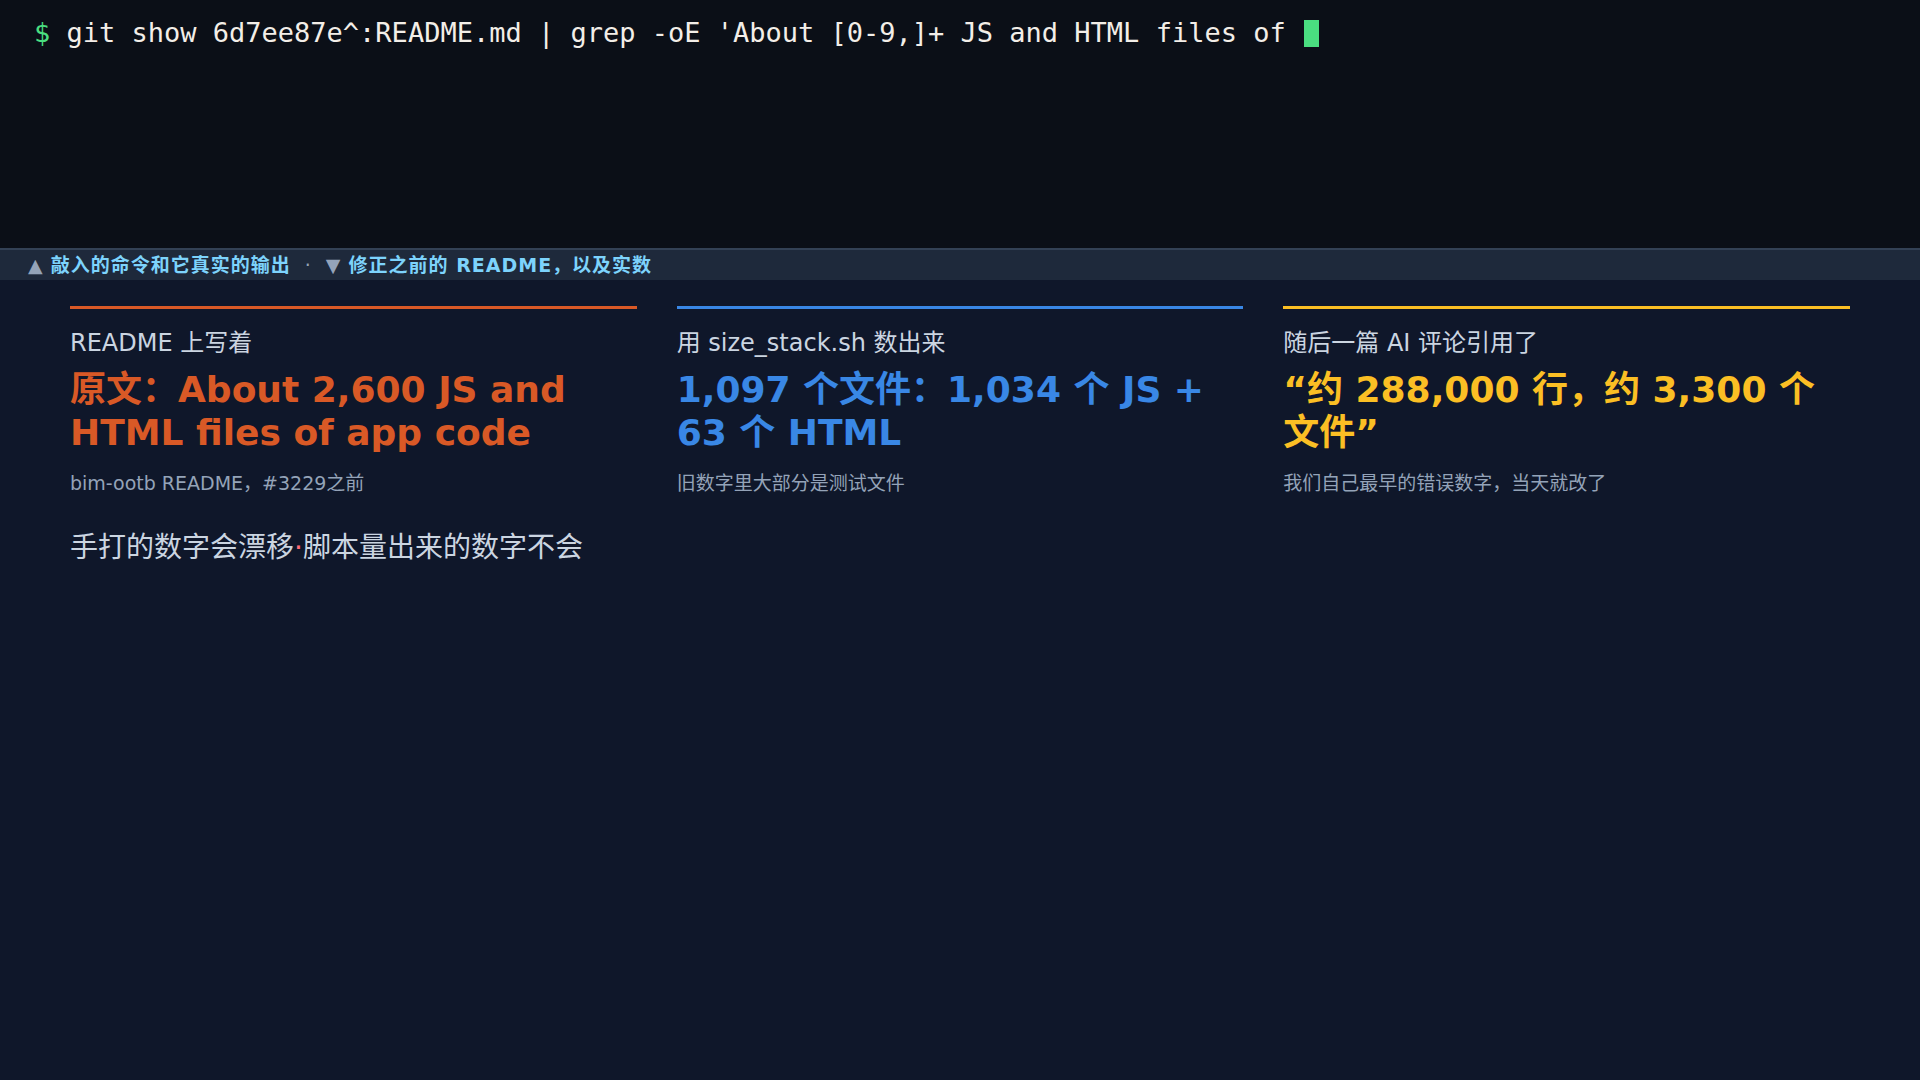 $ git show 6d7ee87e^:README.md | grep -oE 'About [0-9,]+ JS and HTML files of
▲ 敲入的命令和它真实的输出 · ▼ 修正之前的 README，以及实数
README 上写着
原文：About 2,600 JS and
HTML files of app code
bim-ootb README，#3229之前
用 size_stack.sh 数出来
1,097 个文件：1,034 个 JS +
63 个 HTML
旧数字里大部分是测试文件
随后一篇 AI 评论引用了
“约 288,000 行，约 3,300 个
文件”
我们自己最早的错误数字，当天就改了
手打的数字会漂移·脚本量出来的数字不会